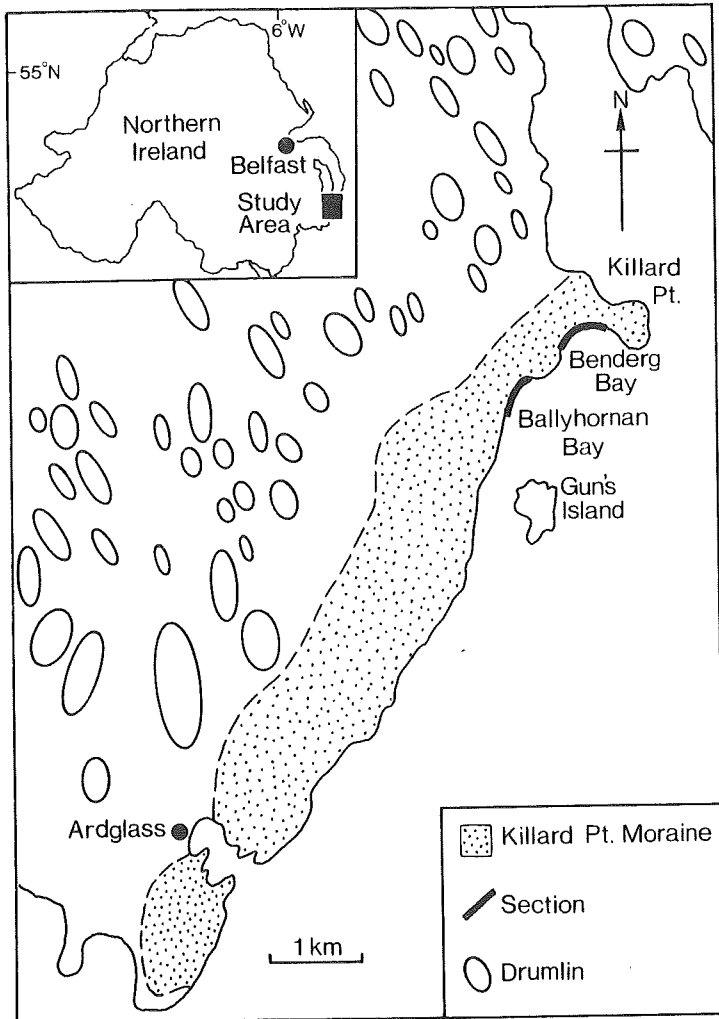 6°W
55°N
Northern
Ireland
Belfast
Study
Area
N
Killard
Pt.
Benderg
Bay
Ballyhornan
Bay
Gun's
Island
Ardglass
1 km
Killard Pt. Moraine
Section
Drumlin